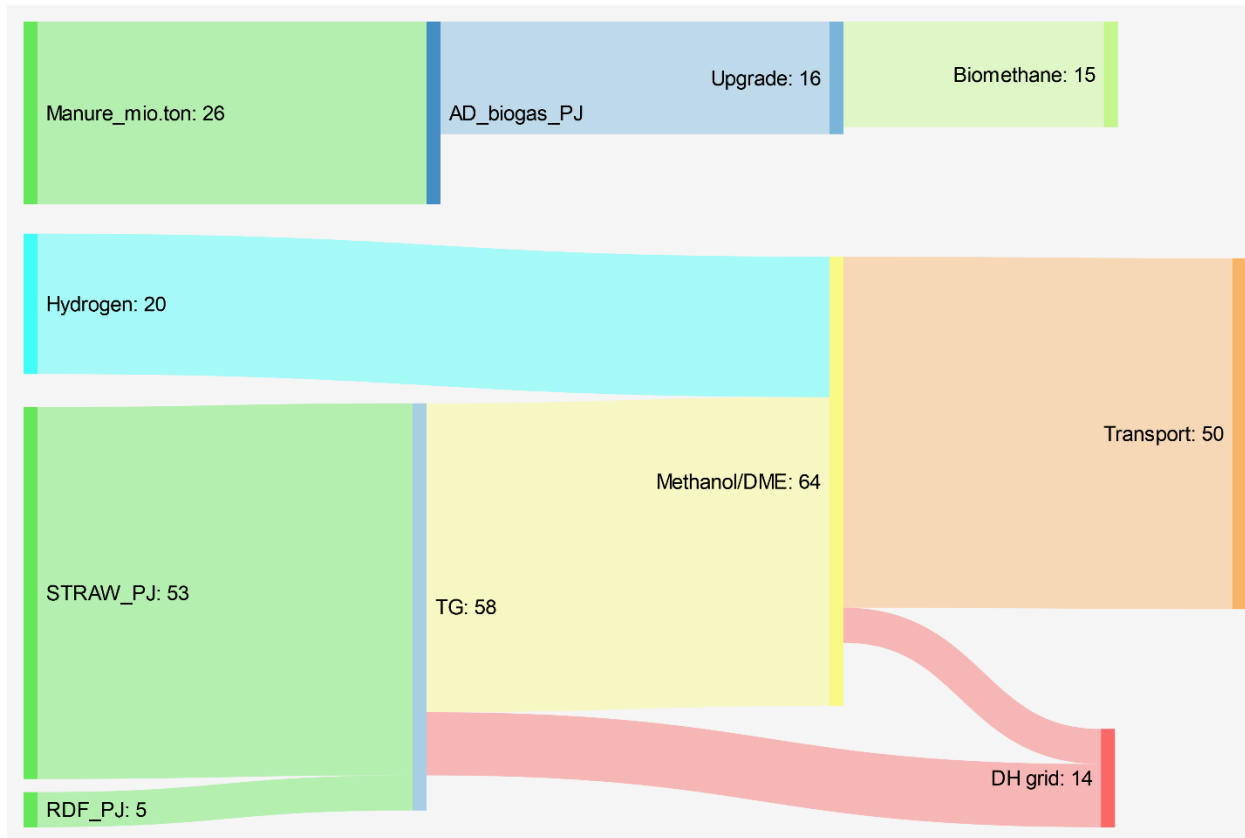 Manure_mio.ton: 26
AD_biogas_PJ
Upgrade: 16
Biomethane: 15
Hydrogen: 20
Methanol/DME: 64
Transport: 50
STRAW_PJ: 53
TG: 58
DH grid: 14
RDF_PJ: 5